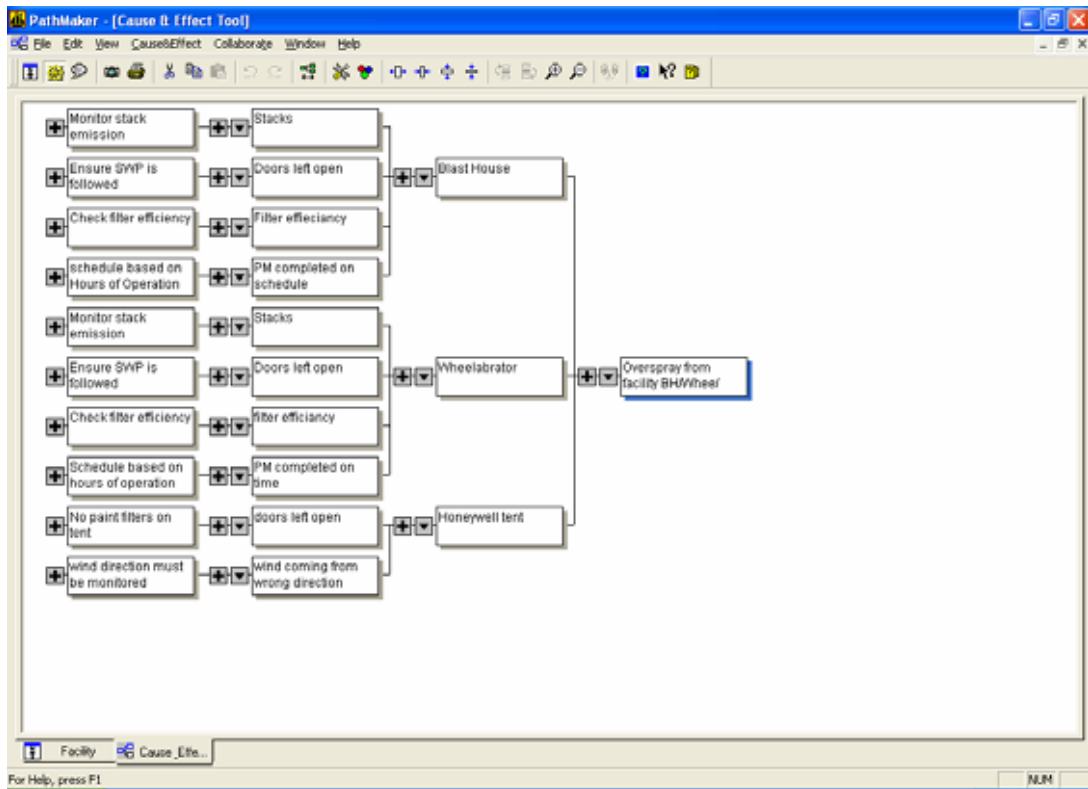 PathMaker - [Cause & Effect Tool]
File Edit View Cause&Effect Collaborate Window Help
Monitor stack
emission
Stacks
Ensure SWP is
followed
Doors left open
Blast House
Check filter efficiency
Filter effieciancy
schedule based on
Hours of Operation
PM completed on
schedule
Monitor stack
emission
Stacks
Ensure SWP is
followed
Doors left open
Wheelabrator
Overspray from
facility BH/Wheel/
Check filter efficiency
filter efficiancy
Schedule based on
hours of operation
PM completed on
time
No paint filters on
tent
doors left open
Honeywell tent
wind direction must
be monitored
wind coming from
wrong direction
Facility
Cause_Effe...
For Help, press F1
NUM